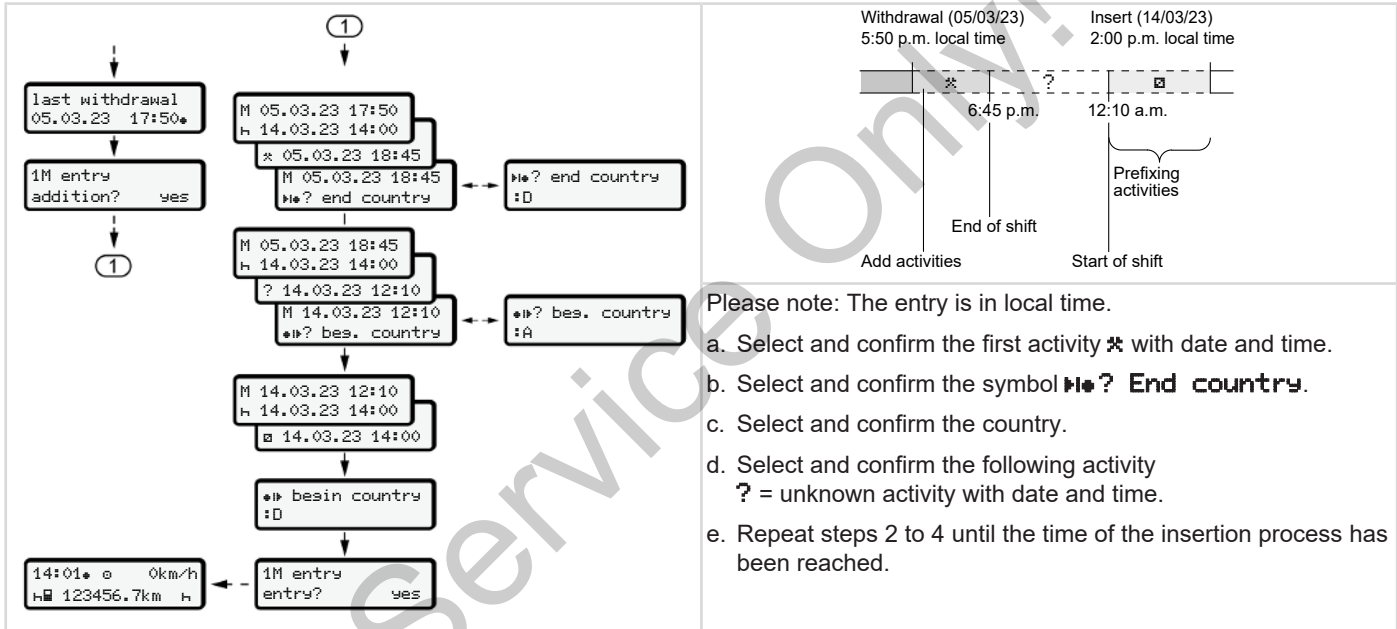 1
last withdrawal
05.03.23 17:50
1M entry
addition? yes
1
M 05.03.23 17:50
h 14.03.23 14:00
05.03.23 18:45
M 05.03.23 18:45
? end country
? end country
:D
M 05.03.23 18:45
h 14.03.23 14:00
? 14.03.23 12:10
M 14.03.23 12:10
? beg. country
? beg. country
:A
M 14.03.23 12:10
h 14.03.23 14:00
14.03.23 14:00
begin country
:D
1M entry
entry? yes
14:01 0km/h
h 123456.7km h
Withdrawal (05/03/23)
5:50 p.m. local time
Insert (14/03/23)
2:00 p.m. local time
?
6:45 p.m.
12:10 a.m.
Prefixing
activities
End of shift
Add activities
Start of shift
Please note: The entry is in local time.
a. Select and confirm the first activity with date and time.
b. Select and confirm the symbol ? End country.
c. Select and confirm the country.
d. Select and confirm the following activity
? = unknown activity with date and time.
e. Repeat steps 2 to 4 until the time of the insertion process has
been reached.
Service Only!